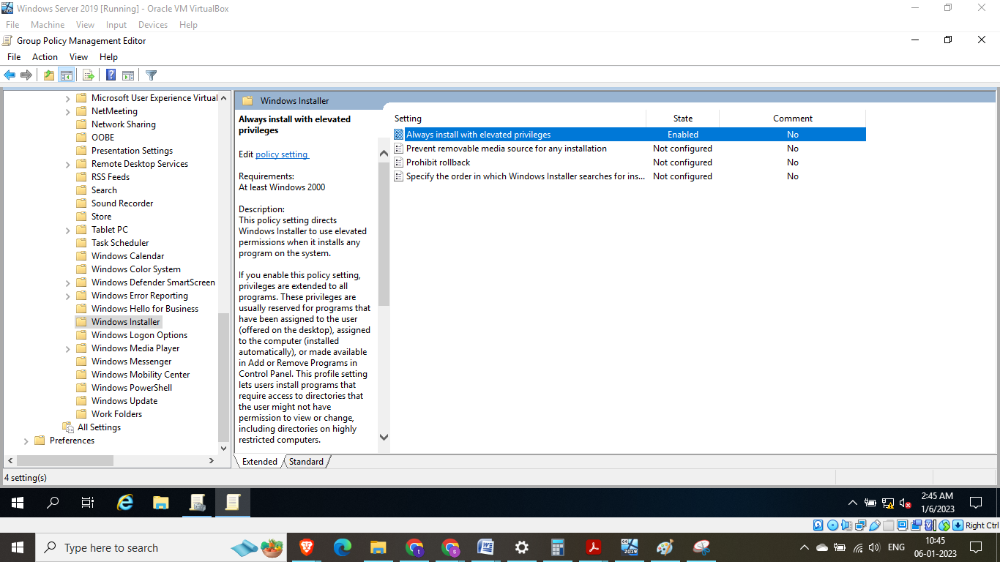 Windows Server 2019 [Running] - Oracle VM VirtualBox
File Machine View Input Devices Help
Group Policy Management Editor
File Action View Help
Microsoft User Experience Virtual
NetMeeting
Network Sharing
OOBE
Presentation Settings
Remote Desktop Services
RSS Feeds
Search
Sound Recorder
Store
Tablet PC
Task Scheduler
Windows Calendar
Windows Color System
Windows Defender SmartScreen
Windows Error Reporting
Windows Hello for Business
Windows Installer
Windows Logon Options
Windows Media Player
Windows Messenger
Windows Mobility Center
Windows PowerShell
Windows Update
Work Folders
All Settings
Preferences
Windows Installer
Always install with elevated
privileges
Edit policy setting
Requirements:
At least Windows 2000
Description:
This policy setting directs
Windows Installer to use elevated
permissions when it installs any
program on the system.
If you enable this policy setting,
privileges are extended to all
programs. These privileges are
usually reserved for programs that
have been assigned to the user
(offered on the desktop), assigned
to the computer (installed
automatically), or made available
in Add or Remove Programs in
Control Panel. This profile setting
lets users install programs that
require access to directories that
the user might not have
permission to view or change,
including directories on highly
restricted computers.
Setting State Comment
Always install with elevated privileges Enabled No
Prevent removable media source for any installation Not configured No
Prohibit rollback Not configured No
Specify the order in which Windows Installer searches for ins... Not configured No
Extended Standard
4 setting(s)
2:45 AM
1/6/2023
Right Ctrl
Type here to search
2019
ENG
10:45
06-01-2023